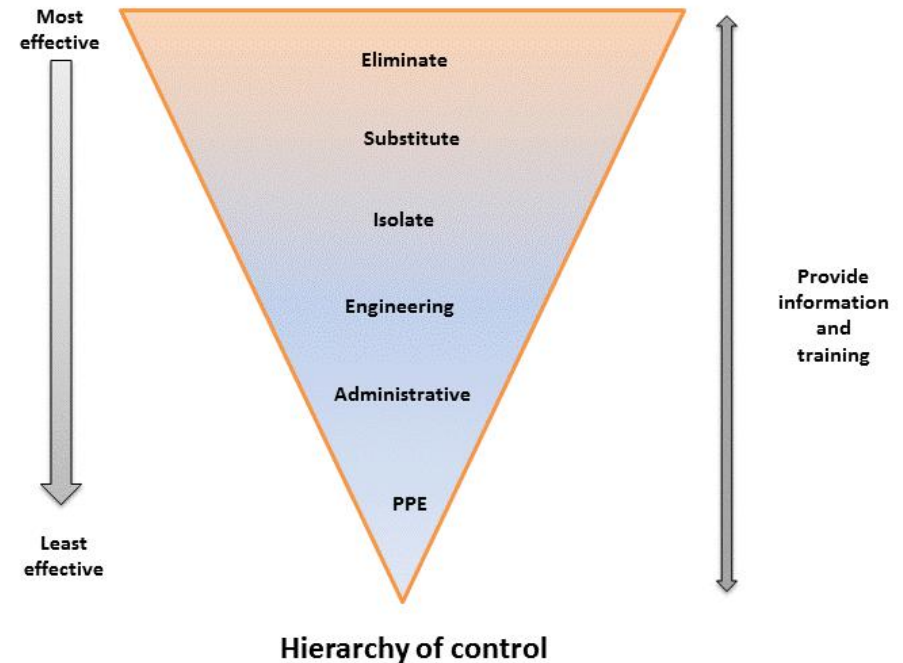 Most
effective
Eliminate
Substitute
Isolate
Engineering
Administrative
PPE
Least
effective
Provide
information
and
training
Hierarchy of control